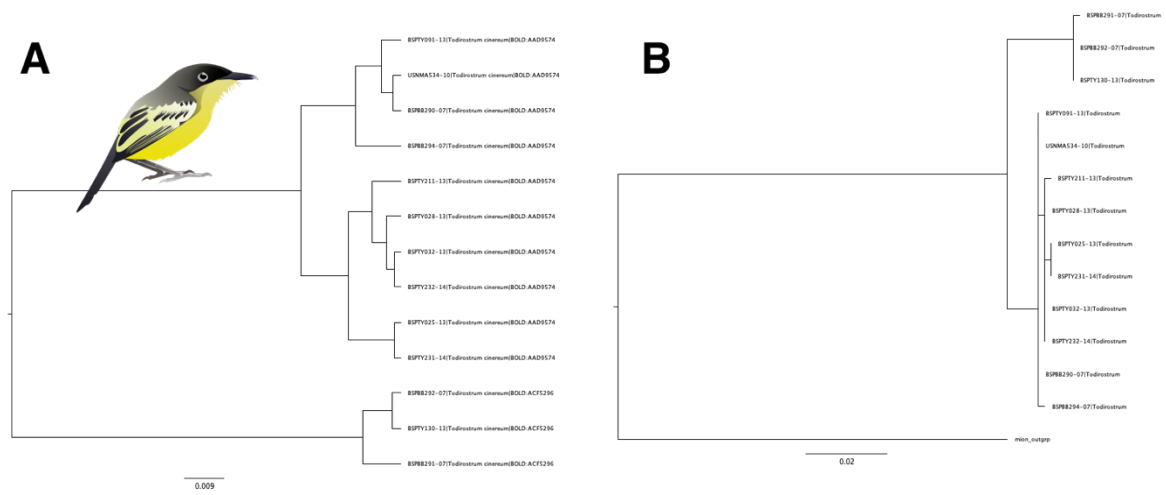 A
BSPTY091-13|Todirostrum cinereum|BOLD:AAD9574
USNMA534-10|Todirostrum cinereum|BOLD:AAD9574
BSPBB290-07|Todirostrum cinereum|BOLD:AAD9574
BSPBB294-07|Todirostrum cinereum|BOLD:AAD9574
BSPTY211-13|Todirostrum cinereum|BOLD:AAD9574
BSPTY028-13|Todirostrum cinereum|BOLD:AAD9574
BSPTY032-13|Todirostrum cinereum|BOLD:AAD9574
BSPTY232-14|Todirostrum cinereum|BOLD:AAD9574
BSPTY025-13|Todirostrum cinereum|BOLD:AAD9574
BSPTY231-14|Todirostrum cinereum|BOLD:AAD9574
BSPBB292-07|Todirostrum cinereum|BOLD:ACF5296
BSPTY130-13|Todirostrum cinereum|BOLD:ACF5296
BSPBB291-07|Todirostrum cinereum|BOLD:ACF5296
0.009
B
BSPBB291-07|Todirostrum
BSPBB292-07|Todirostrum
BSPTY130-13|Todirostrum
BSPTY091-13|Todirostrum
USNMA534-10|Todirostrum
BSPTY211-13|Todirostrum
BSPTY028-13|Todirostrum
BSPTY025-13|Todirostrum
BSPTY231-14|Todirostrum
BSPTY032-13|Todirostrum
BSPTY232-14|Todirostrum
BSPBB290-07|Todirostrum
BSPBB294-07|Todirostrum
mion_outgrp
0.02